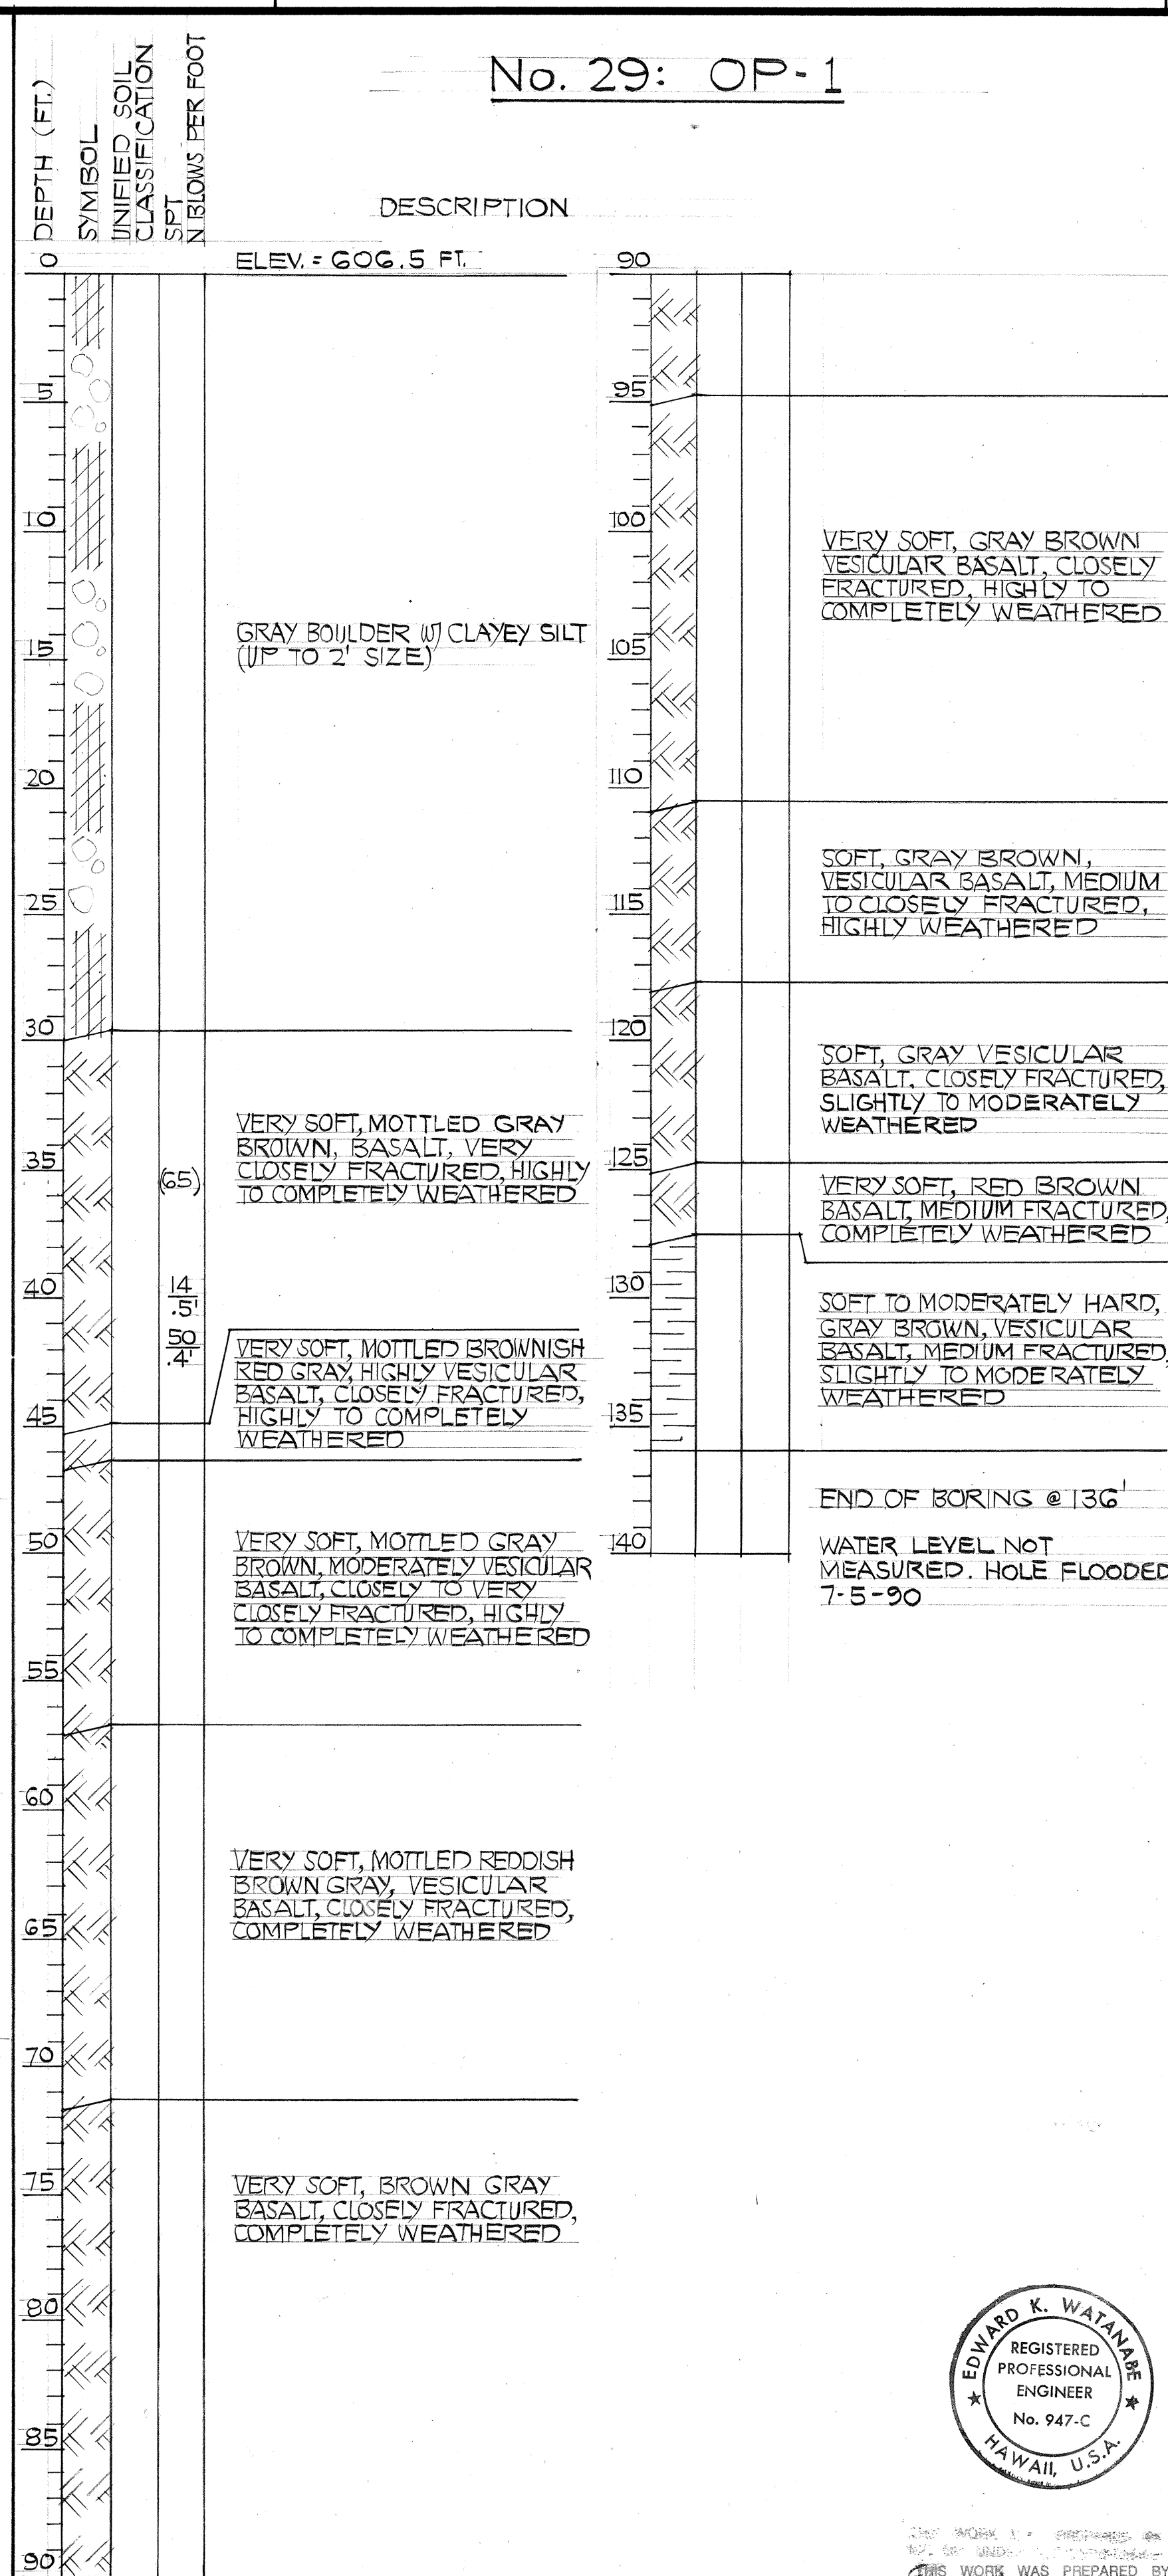 No. 29: OP-1
DEPTH (FT.)
SYMBOL
UNIFIED SOIL
CLASSIFICATION
SPT
N BLOWS PER FOOT
DESCRIPTION
0
ELEV. = 606.5 FT.
5
10
GRAY BOULDER W/ CLAYEY SILT
(UP TO 2' SIZE)
15
20
25
30
VERY SOFT, MOTTLED GRAY
BROWN, BASALT, VERY
CLOSELY FRACTURED, HIGHLY
TO COMPLETELY WEATHERED
35
(65)
40
14
.5'
50
.4'
VERY SOFT, MOTTLED BROWNISH
RED GRAY, HIGHLY VESICULAR
BASALT, CLOSELY FRACTURED,
HIGHLY TO COMPLETELY
WEATHERED
45
50
VERY SOFT, MOTTLED GRAY
BROWN, MODERATELY VESICULAR
BASALT, CLOSELY TO VERY
CLOSELY FRACTURED, HIGHLY
TO COMPLETELY WEATHERED
55
60
VERY SOFT, MOTTLED REDDISH
BROWN GRAY, VESICULAR
BASALT, CLOSELY FRACTURED,
COMPLETELY WEATHERED
65
70
75
VERY SOFT, BROWN GRAY
BASALT, CLOSELY FRACTURED,
COMPLETELY WEATHERED
80
85
90
90
95
100
VERY SOFT, GRAY BROWN
VESICULAR BASALT, CLOSELY
FRACTURED, HIGHLY TO
COMPLETELY WEATHERED
105
110
SOFT, GRAY BROWN,
VESICULAR BASALT, MEDIUM
TO CLOSELY FRACTURED,
HIGHLY WEATHERED
115
120
SOFT, GRAY VESICULAR
BASALT, CLOSELY FRACTURED,
SLIGHTLY TO MODERATELY
WEATHERED
125
VERY SOFT, RED BROWN
BASALT, MEDIUM FRACTURED,
COMPLETELY WEATHERED
130
SOFT TO MODERATELY HARD,
GRAY BROWN, VESICULAR
BASALT, MEDIUM FRACTURED,
SLIGHTLY TO MODERATELY
WEATHERED
135
END OF BORING @ 136'
140
WATER LEVEL NOT
MEASURED. HOLE FLOODED
7-5-90
EDWARD K. WATANABE
REGISTERED
PROFESSIONAL
ENGINEER
No. 947-C
HAWAII, U.S.A.
THIS WORK WAS PREPARED BY